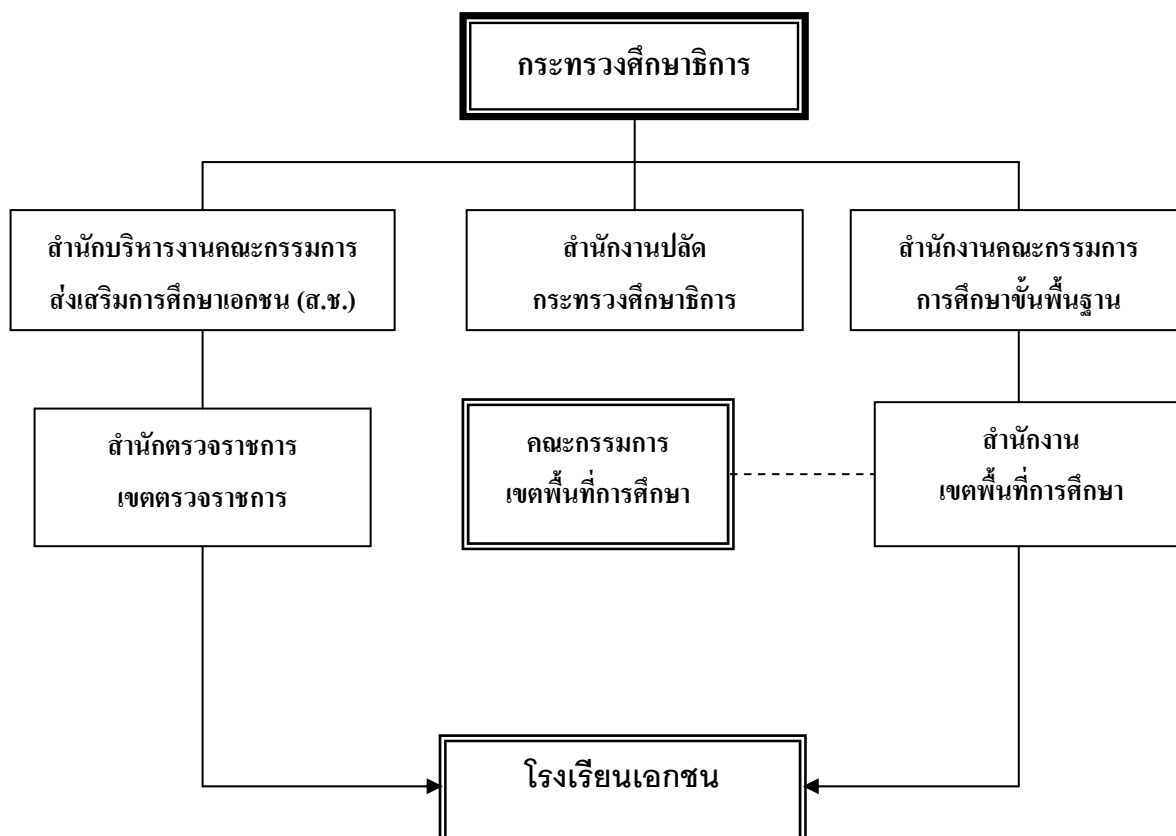 กระทรวงศึกษาธิการ
สำนักบริหารงานคณะกรรมการ
ส่งเสริมการศึกษาเอกชน (ส.ช.)
สำนักงานปลัด
กระทรวงศึกษาธิการ
สำนักงานคณะกรรมการ
การศึกษาขั้นพื้นฐาน
สำนักตรวจราชการ
เขตตรวจราชการ
คณะกรรมการ
เขตพื้นที่การศึกษา
สำนักงาน
เขตพื้นที่การศึกษา
โรงเรียนเอกชน